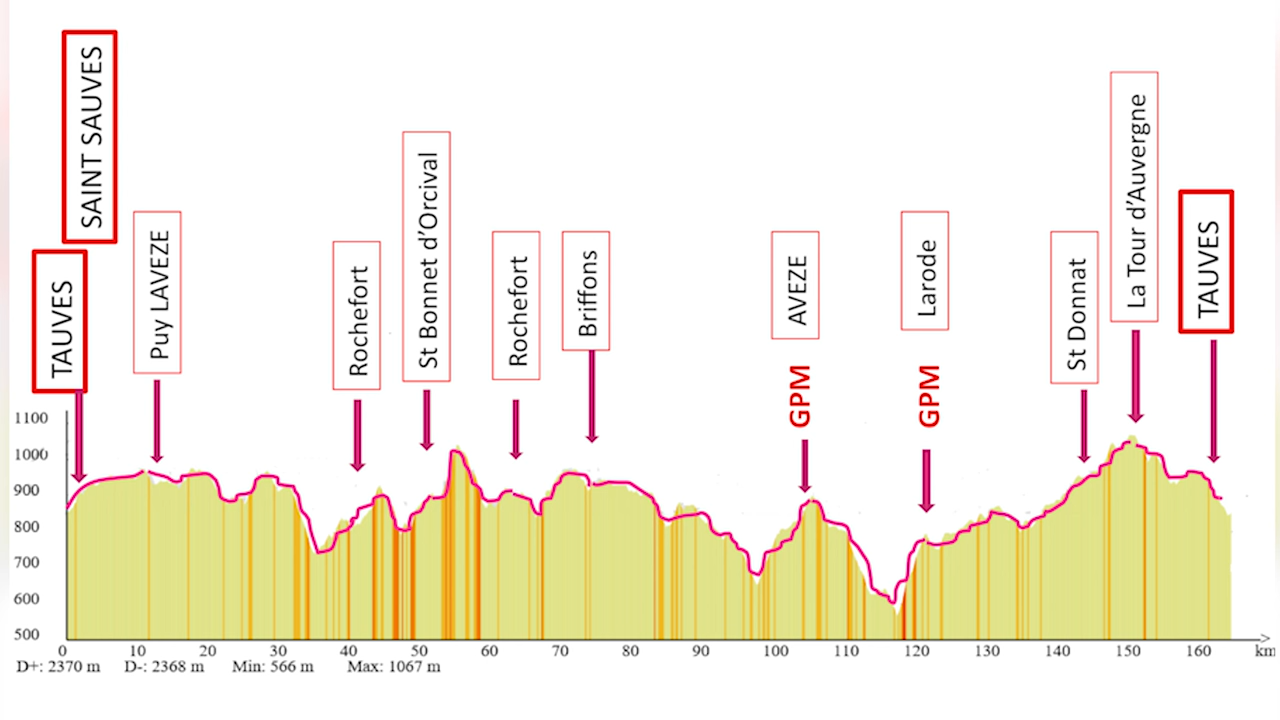 SAINT SAUVES
TAUVES
Puy LAVEZE
Rochefort
St Bonnet d'Orcival
Rochefort
Briffons
AVEZE
GPM
Larode
GPM
St Donnat
La Tour d'Auvergne
TAUVES
1100
1000
900
800
700
600
500
0 10 20 30 40 50 60 70 80 90 100 110 120 130 140 150 160 km
D+: 2370 m D-: 2368 m Min: 566 m Max: 1067 m